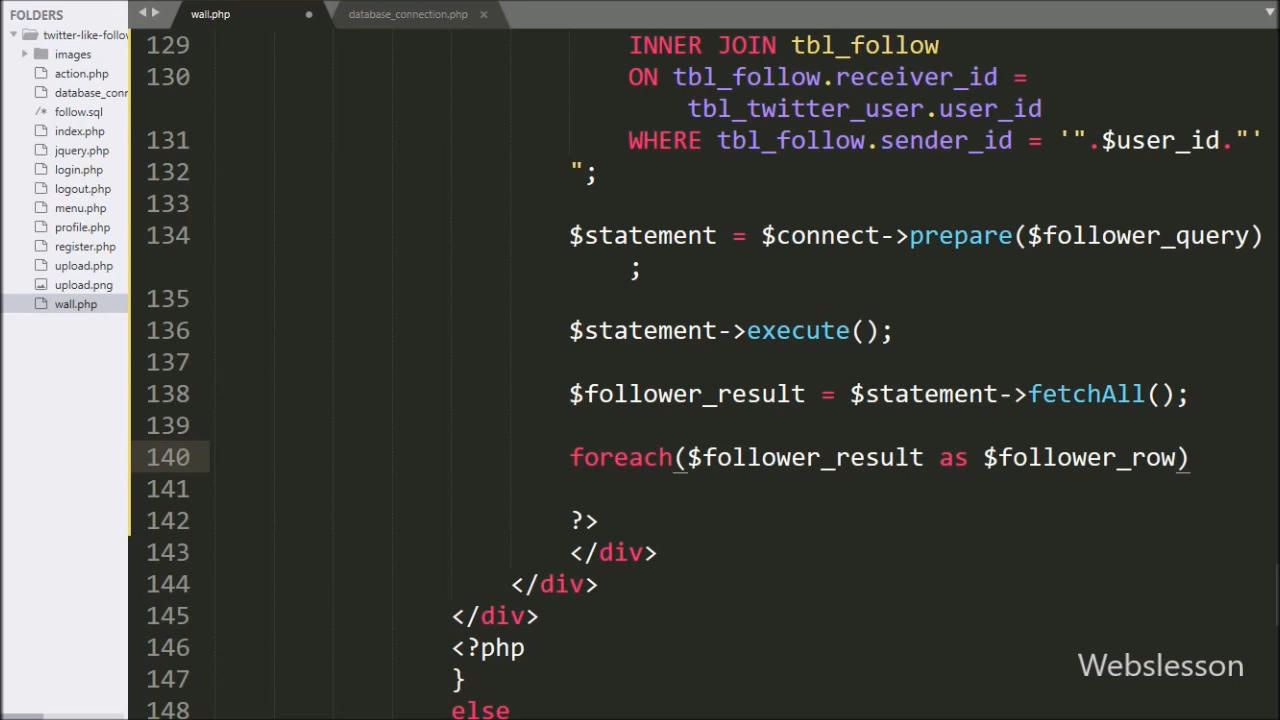 FOLDERS
twitter-like-follow
images
action.php
database_conn
follow.sql
index.php
jquery.php
login.php
logout.php
menu.php
profile.php
register.php
upload.php
upload.png
wall.php
wall.php
database_connection.php
129 INNER JOIN tbl_follow
130 ON tbl_follow.receiver_id =
tbl_twitter_user.user_id
131 WHERE tbl_follow.sender_id = '".$user_id."'
132 ";
133
134 $statement = $connect->prepare($follower_query)
;
135
136 $statement->execute();
137
138 $follower_result = $statement->fetchAll();
139
140 foreach($follower_result as $follower_row)
141
142 ?>
143 </div>
144 </div>
145 </div>
146 <?php
147 }
148 else
Webslesson